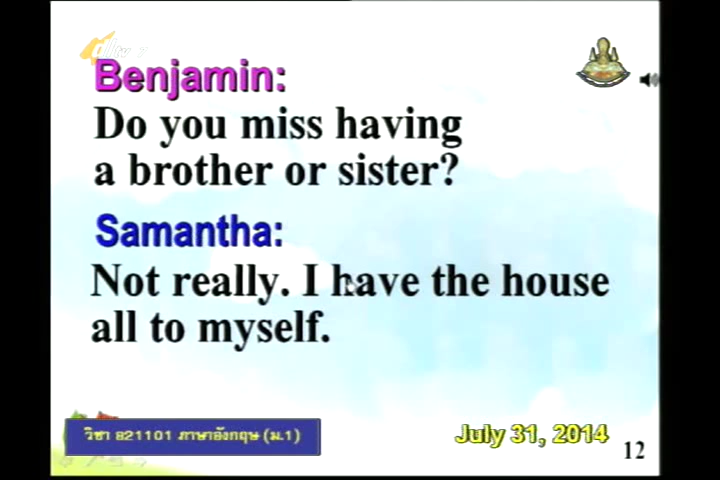 Benjamin:
Do you miss having
a brother or sister?
Samantha:
Not really. I have the house
all to myself.
วิชา อ21101 ภาษาอังกฤษ (ม.1)
July 31, 2014
12